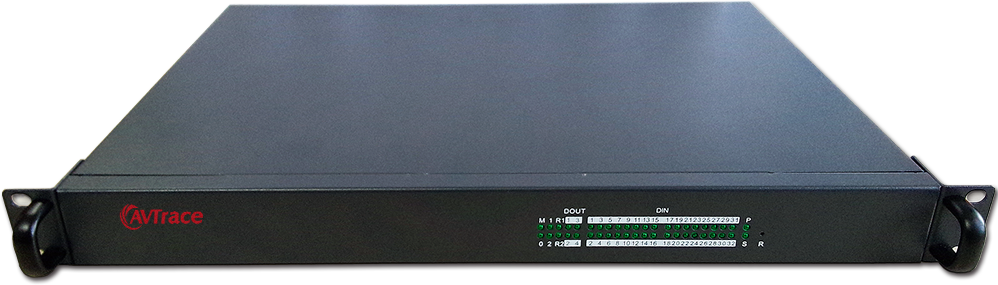 AVTrace
DOUT DIN
M 1 R1 1 3 1 3 5 7 9 11 13 15 17 19 21 23 25 27 29 31 P
0 2 R2 2 4 2 4 6 8 10 12 14 16 18 20 22 24 26 28 30 32 S R